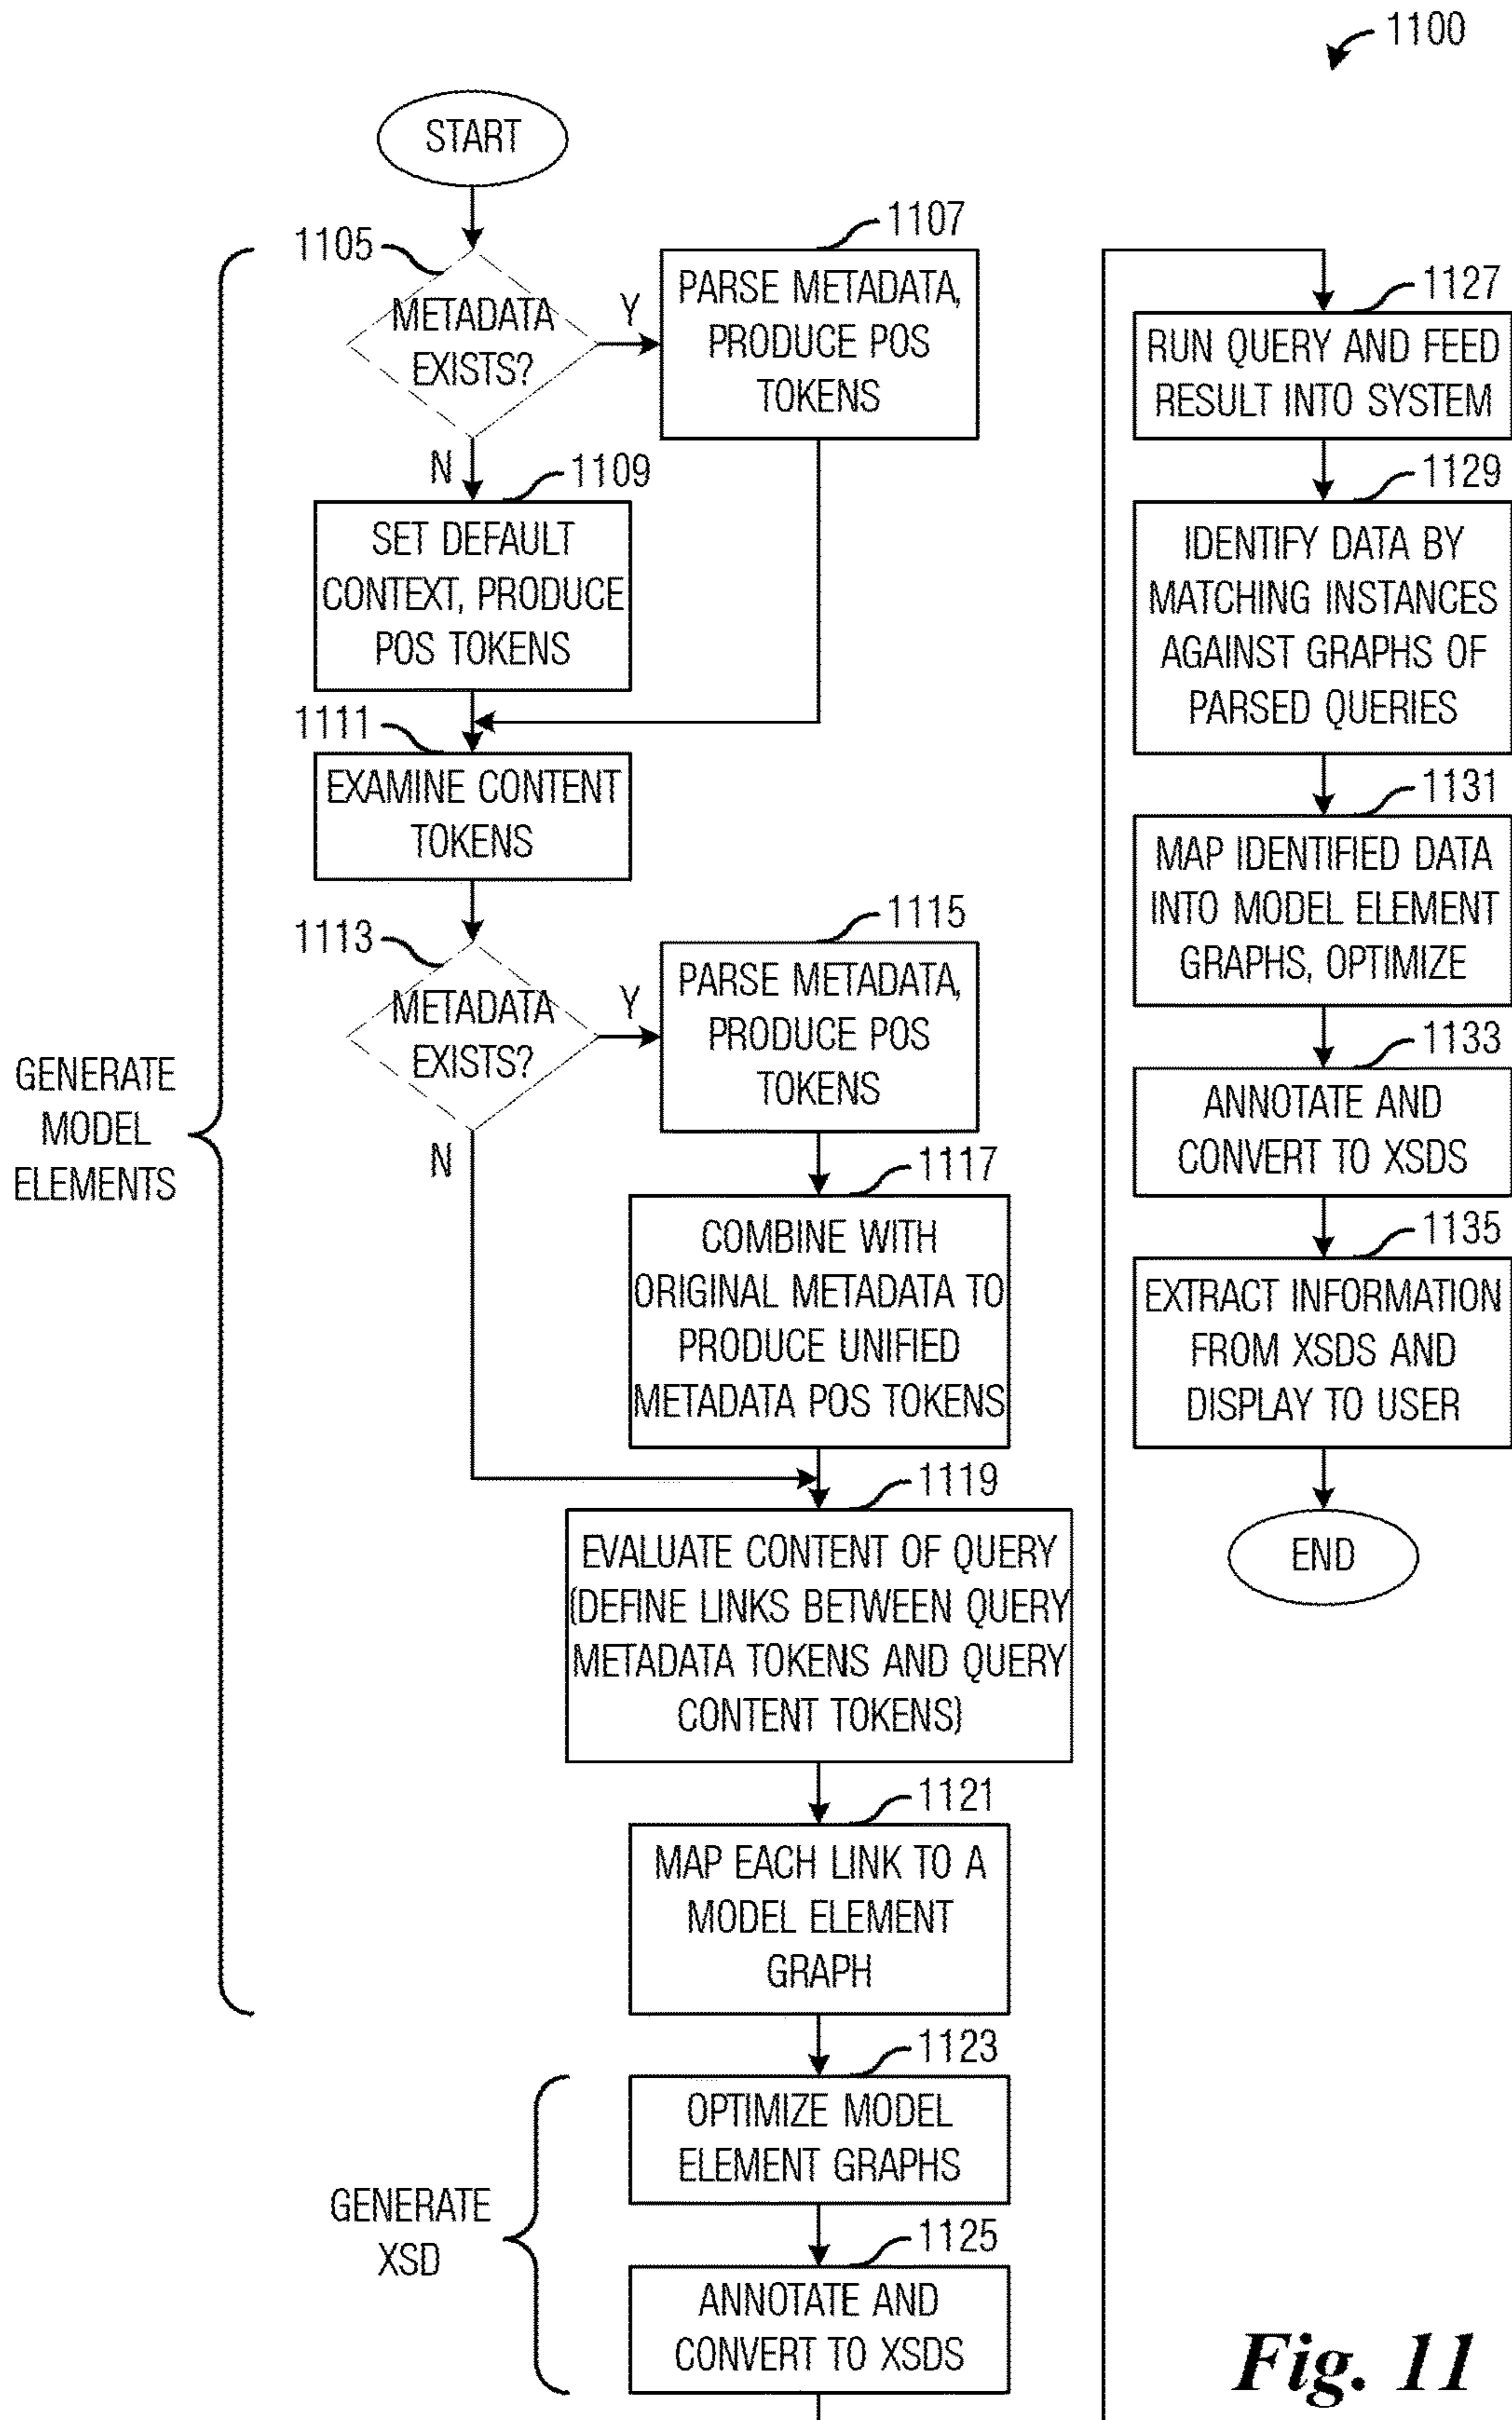 1100
START
1105
METADATA
EXISTS?
Y
1107
PARSE METADATA,
PRODUCE POS
TOKENS
N
1109
SET DEFAULT
CONTEXT, PRODUCE
POS TOKENS
1111
EXAMINE CONTENT
TOKENS
1113
METADATA
EXISTS?
Y
1115
PARSE METADATA,
PRODUCE POS
TOKENS
N
1117
COMBINE WITH
ORIGINAL METADATA TO
PRODUCE UNIFIED
METADATA POS TOKENS
1119
EVALUATE CONTENT OF QUERY
(DEFINE LINKS BETWEEN QUERY
METADATA TOKENS AND QUERY
CONTENT TOKENS)
1121
MAP EACH LINK TO A
MODEL ELEMENT
GRAPH
GENERATE
MODEL
ELEMENTS
1123
OPTIMIZE MODEL
ELEMENT GRAPHS
1125
ANNOTATE AND
CONVERT TO XSDS
GENERATE
XSD
1127
RUN QUERY AND FEED
RESULT INTO SYSTEM
1129
IDENTIFY DATA BY
MATCHING INSTANCES
AGAINST GRAPHS OF
PARSED QUERIES
1131
MAP IDENTIFIED DATA
INTO MODEL ELEMENT
GRAPHS, OPTIMIZE
1133
ANNOTATE AND
CONVERT TO XSDS
1135
EXTRACT INFORMATION
FROM XSDS AND
DISPLAY TO USER
END
Fig. 11